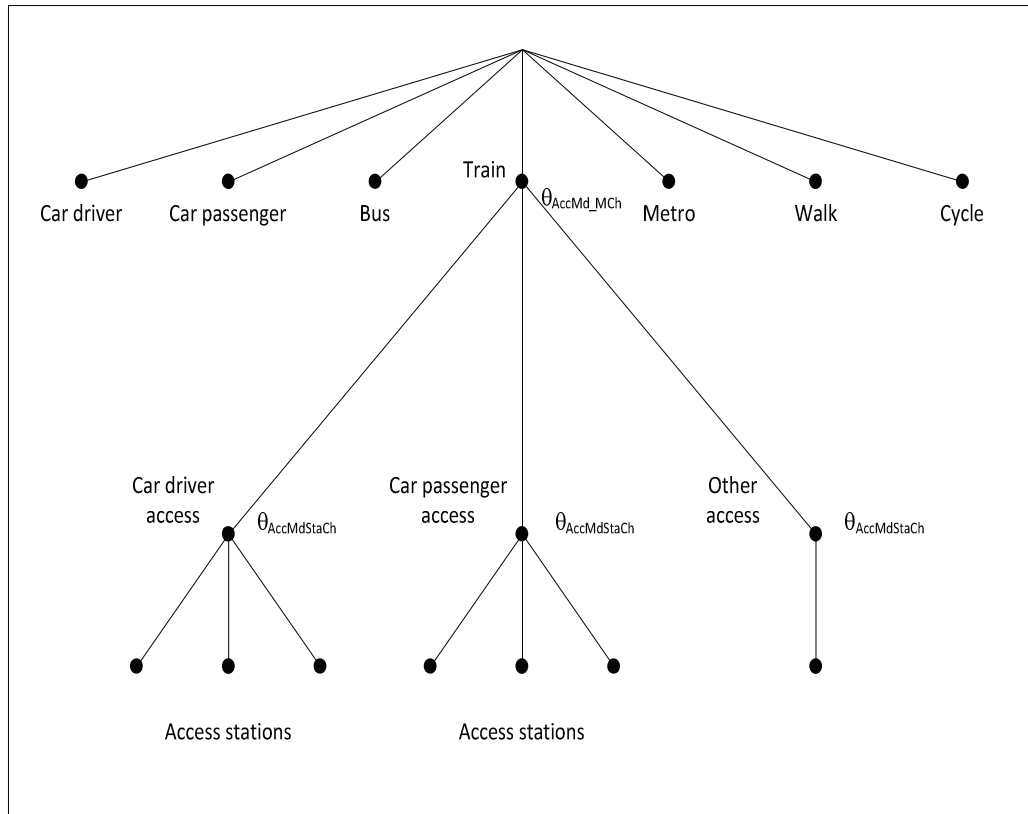 Train
θAccMd_MCh
Car driver
Car passenger
Bus
Metro
Walk
Cycle
Car driver
access
θAccMdStaCh
Car passenger
access
θAccMdStaCh
Other
access
θAccMdStaCh
Access stations
Access stations